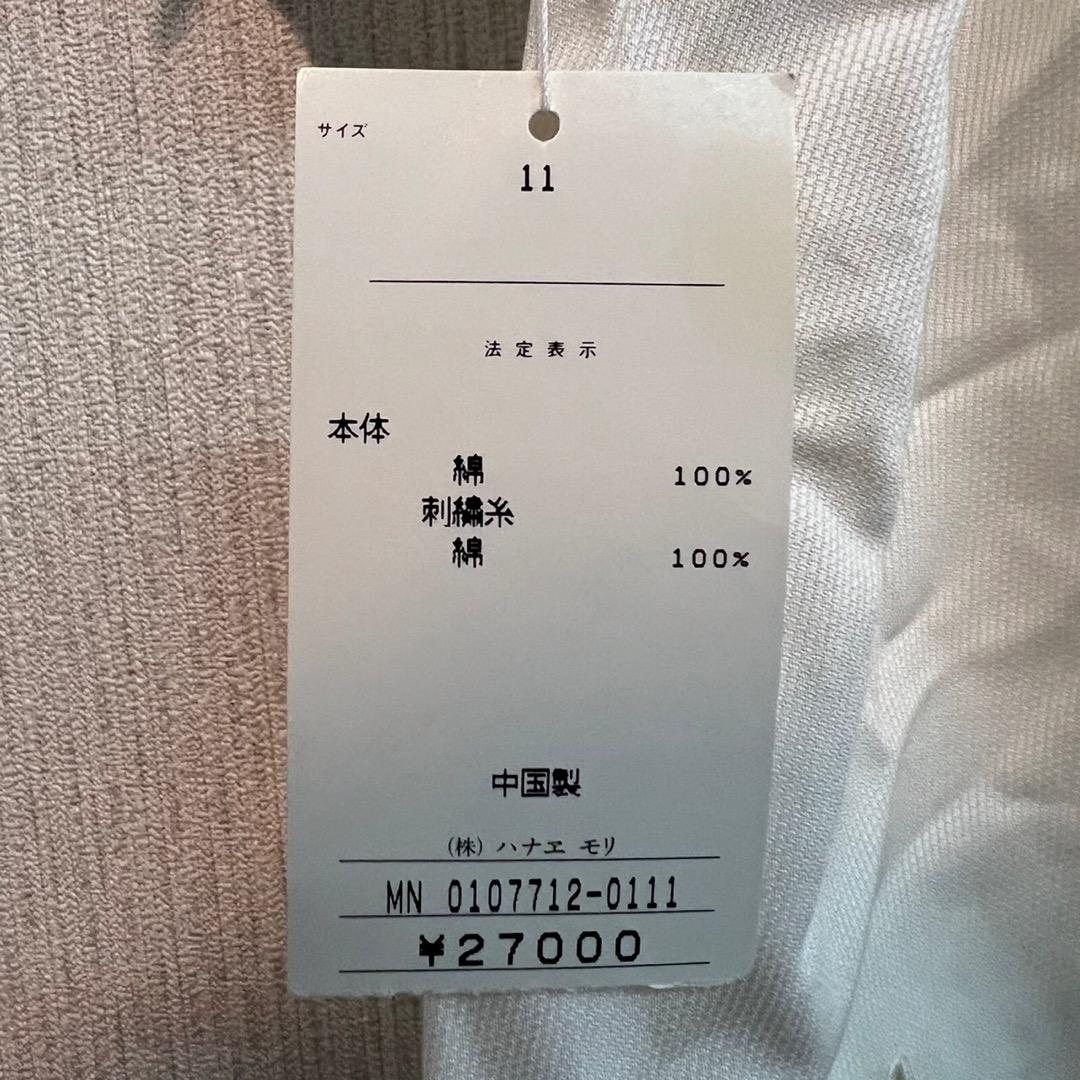 サイズ
11
法定表示
本体
綿 100%
刺繍糸
綿 100%
中国製
(株) ハナヱ モリ
MN 0107712-0111
¥27000